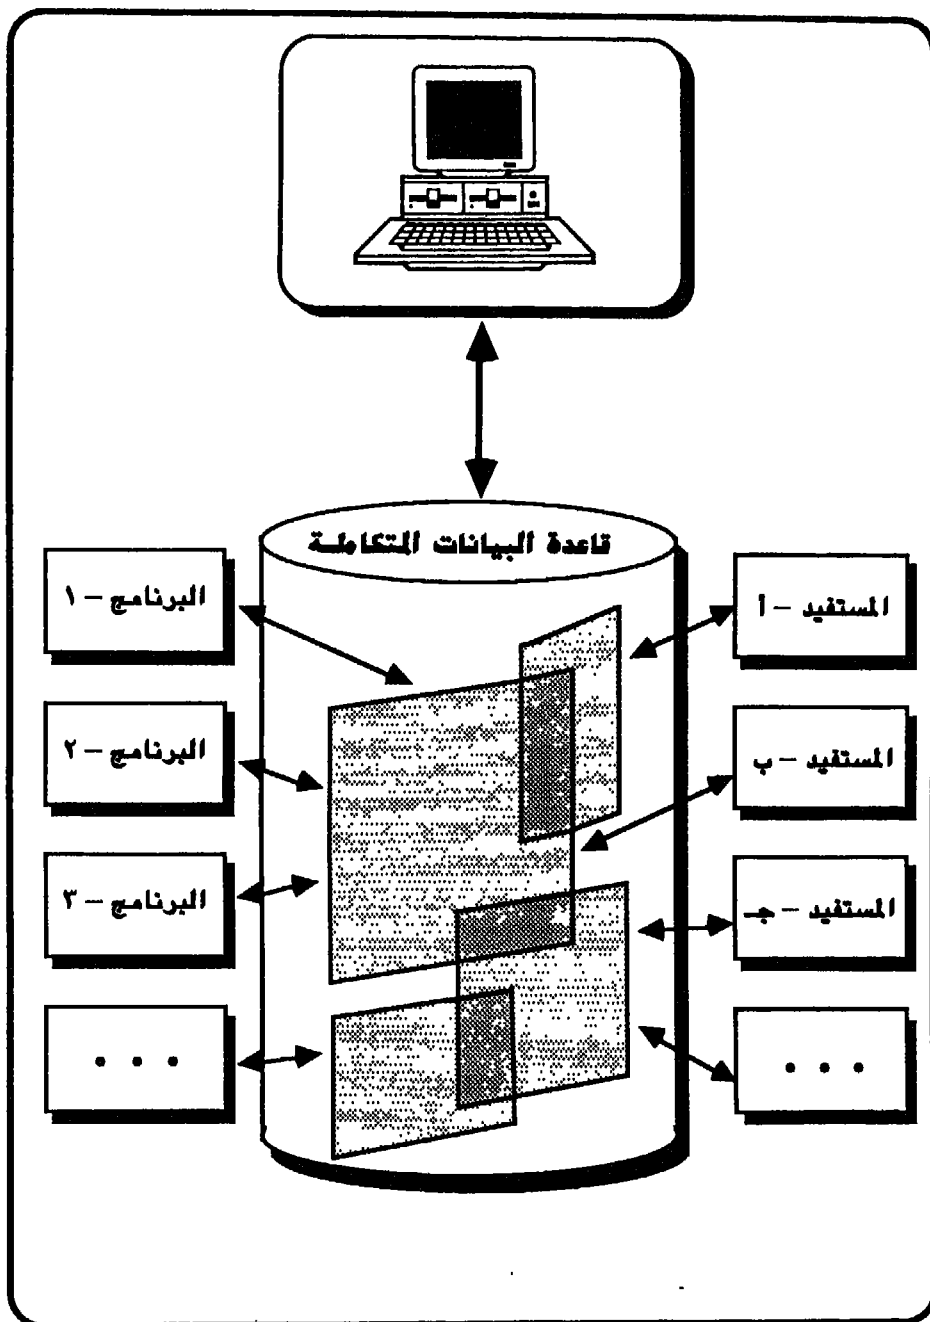 قاعدة البيانات المتكاملة
المستفيد – أ
البرنامج – ١
المستفيد – ب
البرنامج – ٢
المستفيد – جـ
البرنامج – ٣
• • •
• • •